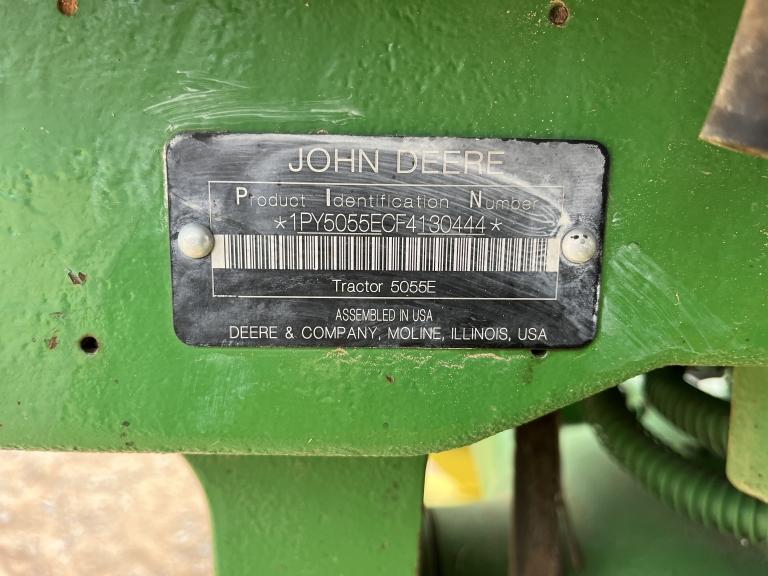 JOHN DEERE
Product Identification Number
*1PY5055ECF4130444*
Tractor 5055E
ASSEMBLED IN USA
DEERE & COMPANY, MOLINE, ILLINOIS, USA